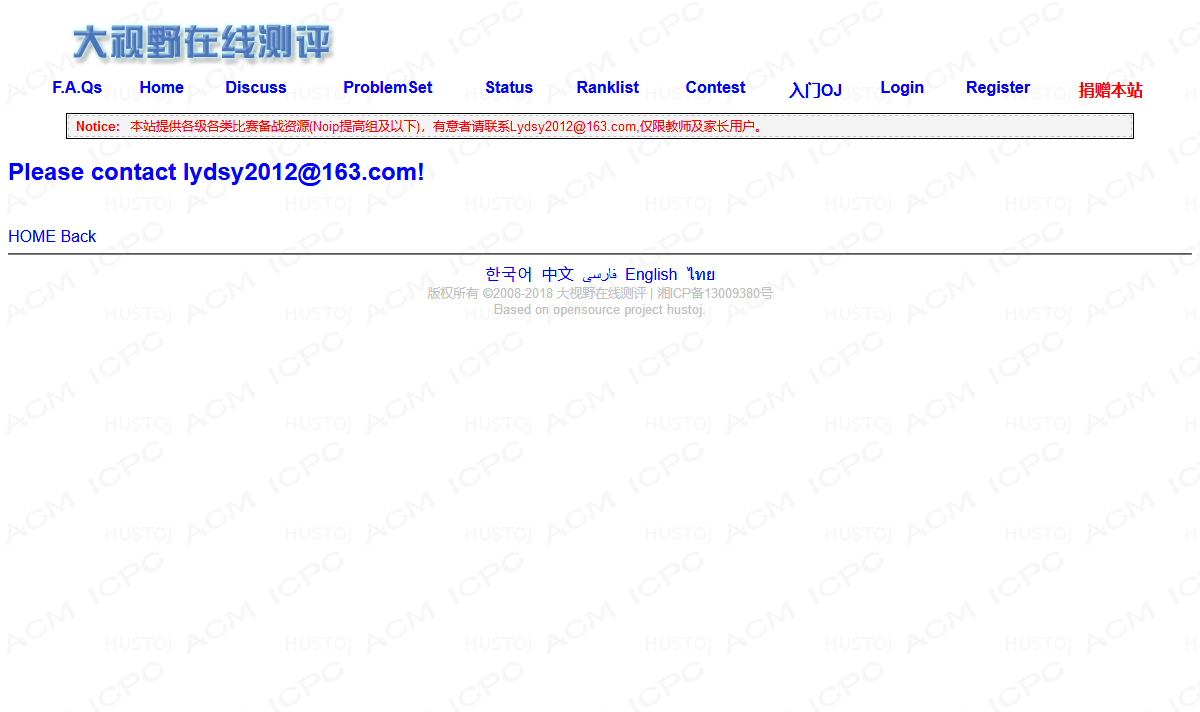 大视野在线测评
F.A.Qs Home Discuss ProblemSet Status Ranklist Contest 入门OJ Login Register 捐赠本站
Notice: 本站提供各级各类比赛备战资源(Noip提高组及以下)，有意者请联系Lydsy2012@163.com,仅限教师及家长用户。
Please contact lydsy2012@163.com!
HOME Back
한국어 中文 فارسی English ไทย
版权所有 ©2008-2018 大视野在线测评 | 湘ICP备13009380号
Based on opensource project hustoj.